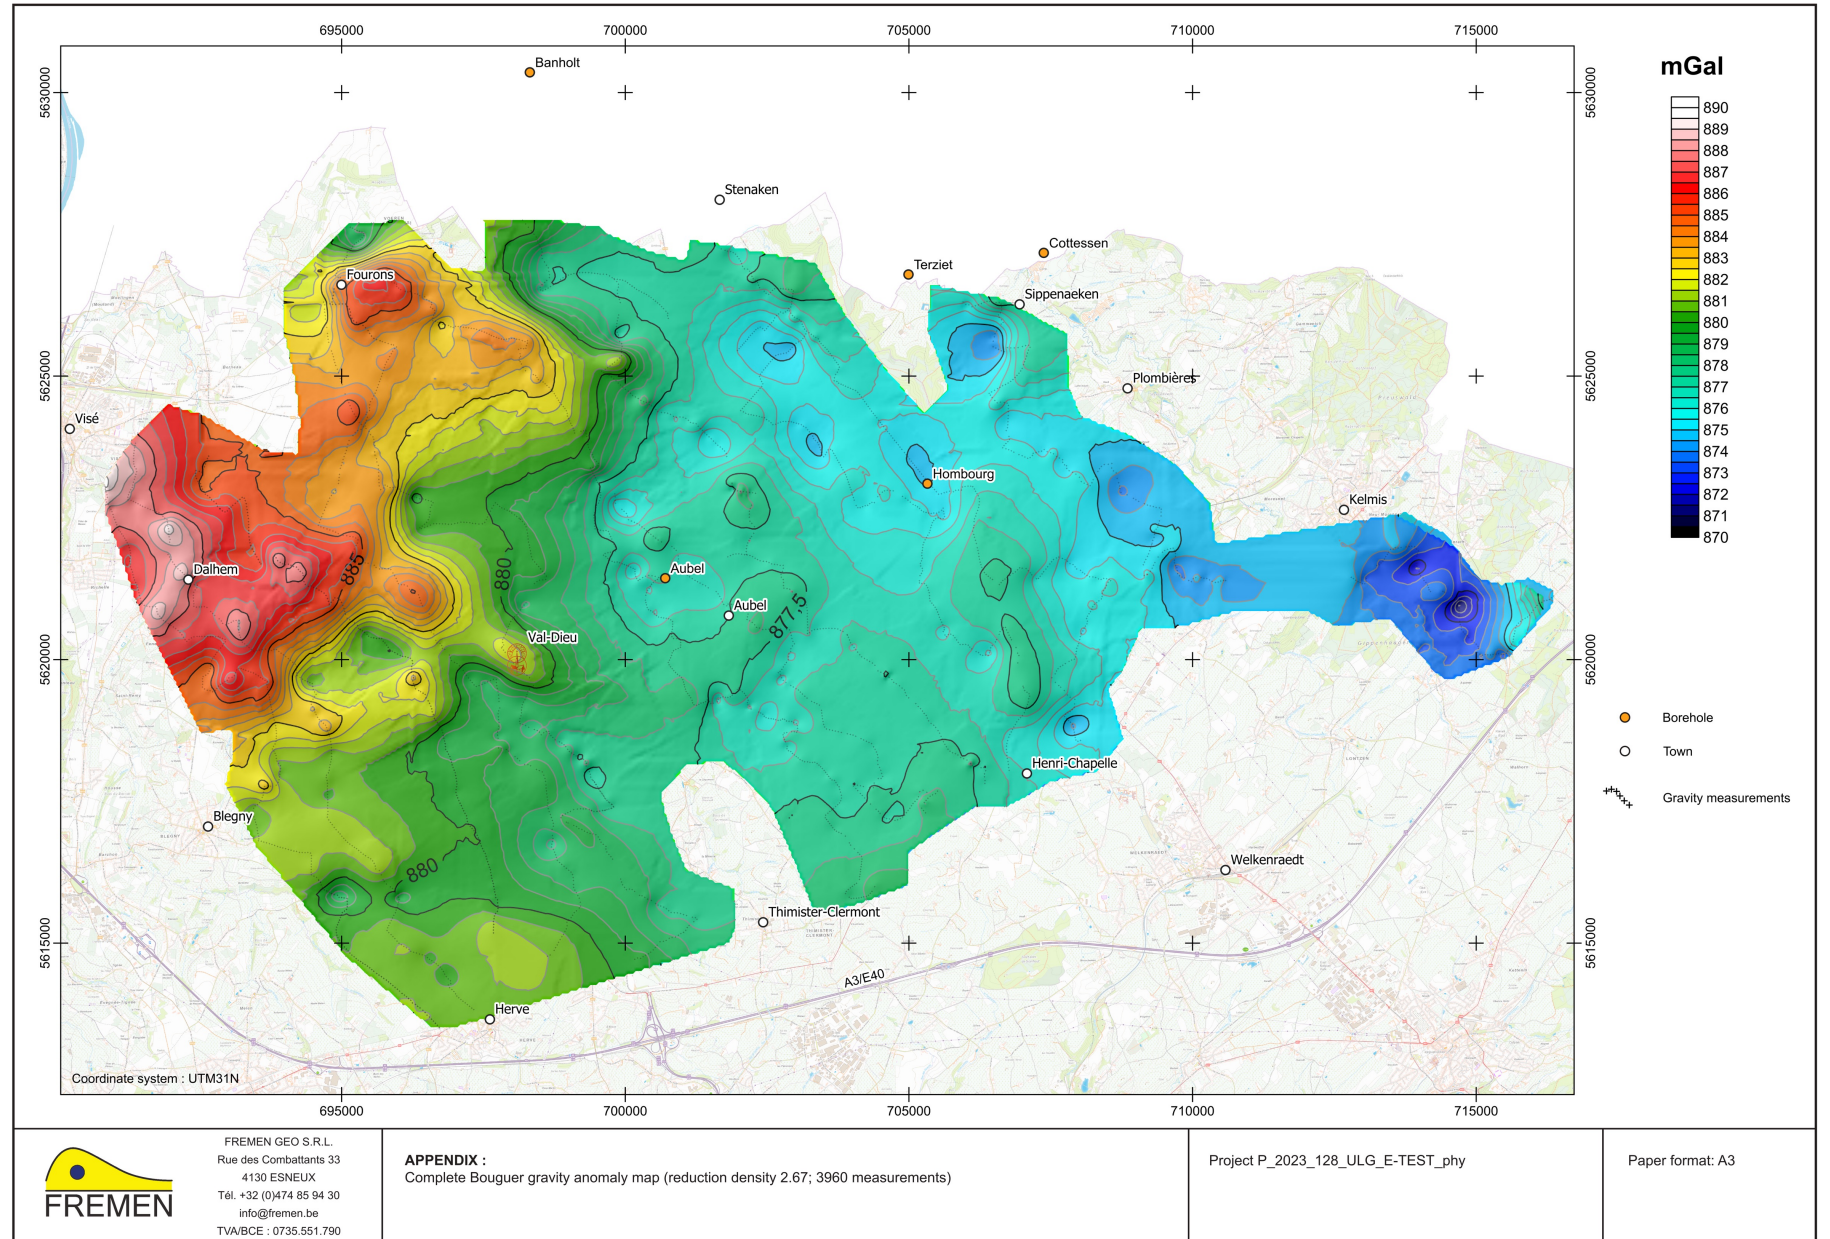 695000
700000
705000
710000
715000
mGal
5630000
5630000
Banholt
890
889
888
887
886
885
884
883
882
881
880
879
878
877
876
875
874
873
872
871
870
Stenaken
Cottessen
Terziet
Fourons
Sippenaeken
5625000
5625000
Plombières
Visé
Hombourg
Kelmis
885
880
Dalhem
Aubel
Aubel
877,5
Val-Dieu
5620000
5620000
Borehole
Town
Henri-Chapelle
Gravity measurements
Blegny
Welkenraedt
880
Thimister-Clermont
5615000
5615000
A3/E40
Herve
Coordinate system : UTM31N
695000
700000
705000
710000
715000
FREMEN
FREMEN GEO S.R.L.
Rue des Combattants 33
4130 ESNEUX
Tél. +32 (0)474 85 94 30
info@fremen.be
TVA/BCE : 0735.551.790
APPENDIX :
Complete Bouguer gravity anomaly map (reduction density 2.67; 3960 measurements)
Project P_2023_128_ULG_E-TEST_phy
Paper format: A3